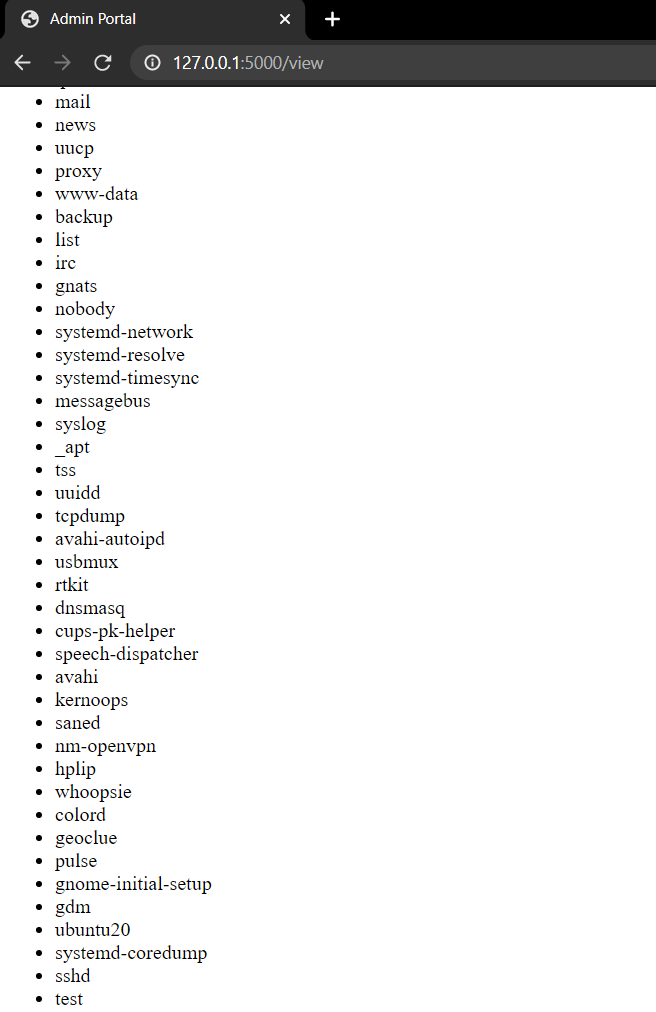 Admin Portal
127.0.0.1:5000/view
mail
news
uucp
proxy
www-data
backup
list
irc
gnats
nobody
systemd-network
systemd-resolve
systemd-timesync
messagebus
syslog
_apt
tss
uuidd
tcpdump
avahi-autoipd
usbmux
rtkit
dnsmasq
cups-pk-helper
speech-dispatcher
avahi
kernoops
saned
nm-openvpn
hplip
whoopsie
colord
geoclue
pulse
gnome-initial-setup
gdm
ubuntu20
systemd-coredump
sshd
test